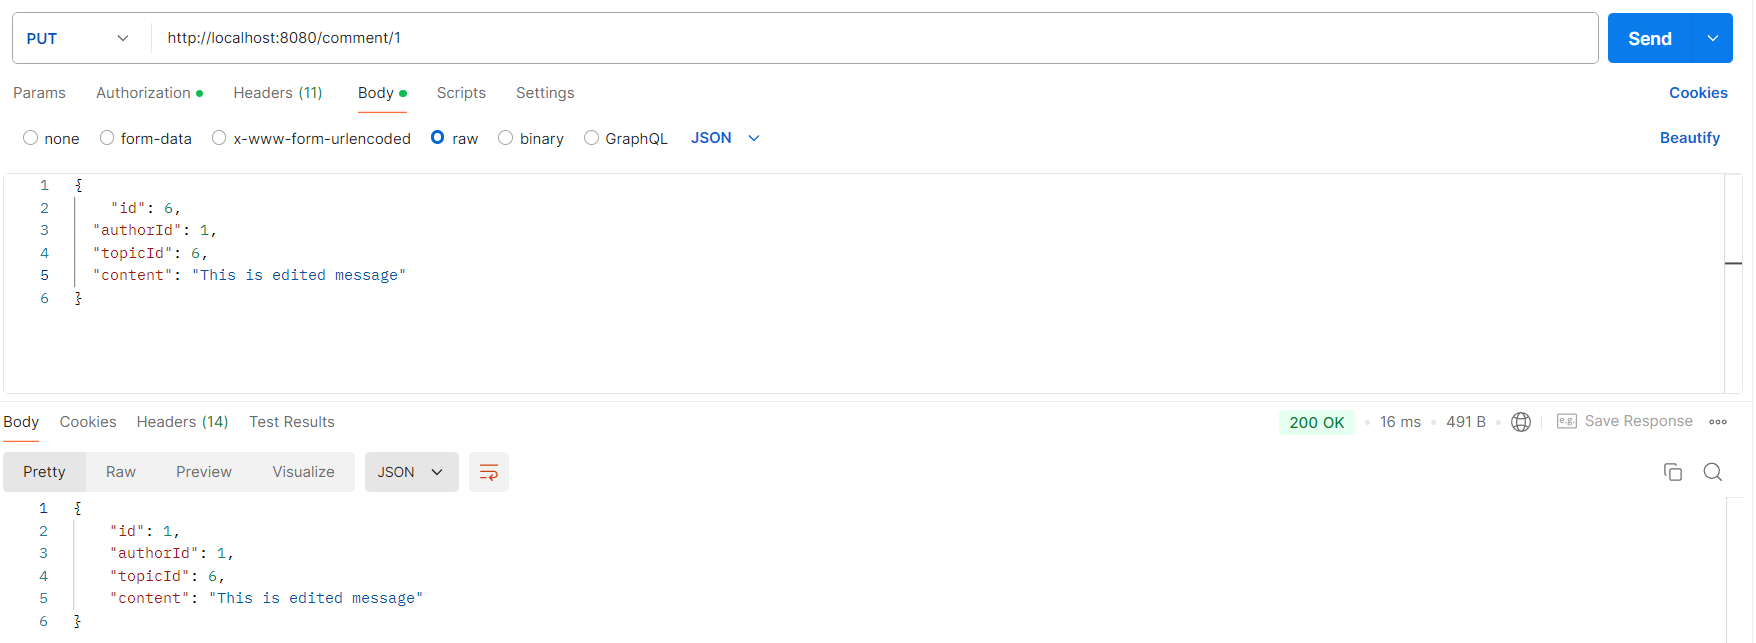 PUT http://localhost:8080/comment/1 Send
Params Authorization Headers (11) Body Scripts Settings Cookies
none form-data x-www-form-urlencoded raw binary GraphQL JSON Beautify
1 {
2 "id": 6,
3 "authorId": 1,
4 "topicId": 6,
5 "content": "This is edited message"
6 }
Body Cookies Headers (14) Test Results 200 OK • 16 ms • 491 B • e.g. Save Response
Pretty Raw Preview Visualize JSON
1 {
2 "id": 1,
3 "authorId": 1,
4 "topicId": 6,
5 "content": "This is edited message"
6 }